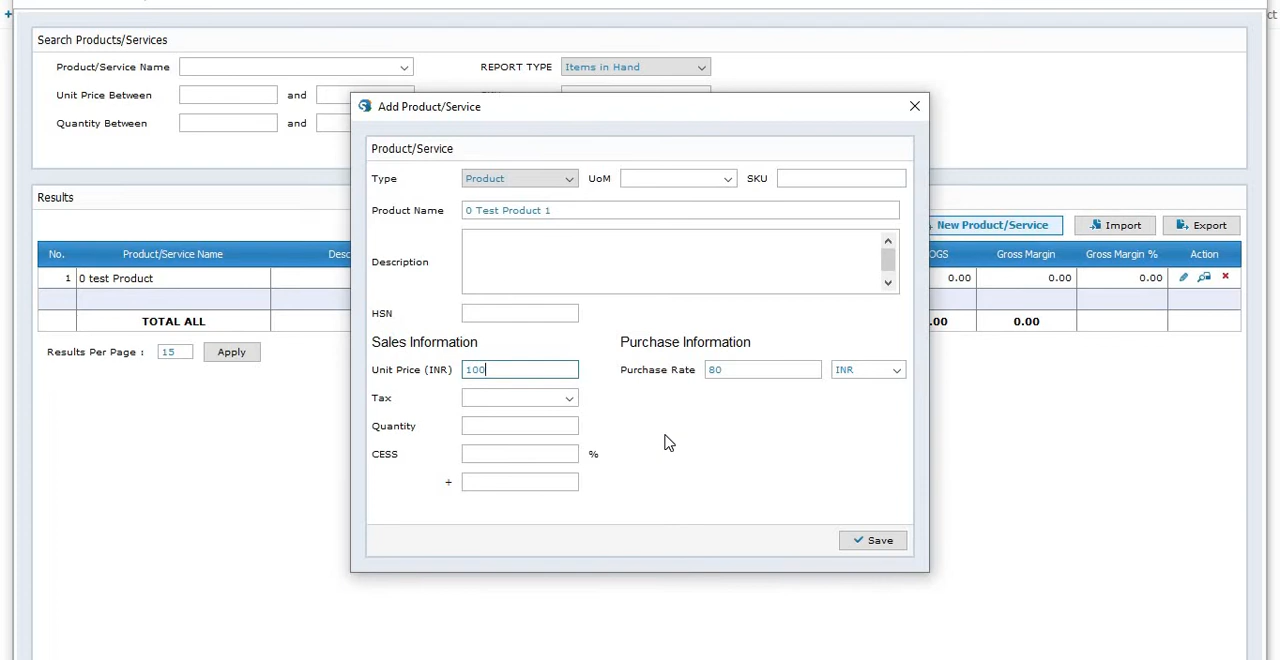 + ct
Search Products/Services
Product/Service Name REPORT TYPE Items in Hand
Unit Price Between and
Quantity Between and
Add Product/Service
Product/Service
Type Product UoM SKU
Product Name 0 Test Product 1
Description
HSN
Sales Information Purchase Information
Unit Price (INR) 100 Purchase Rate 80 INR
Tax
Quantity
CESS %
+
Save
Results
New Product/Service Import Export
No. Product/Service Name Desc OGS Gross Margin Gross Margin % Action
1 0 test Product 0.00 0.00 0.00
TOTAL ALL .00 0.00
Results Per Page : 15 Apply